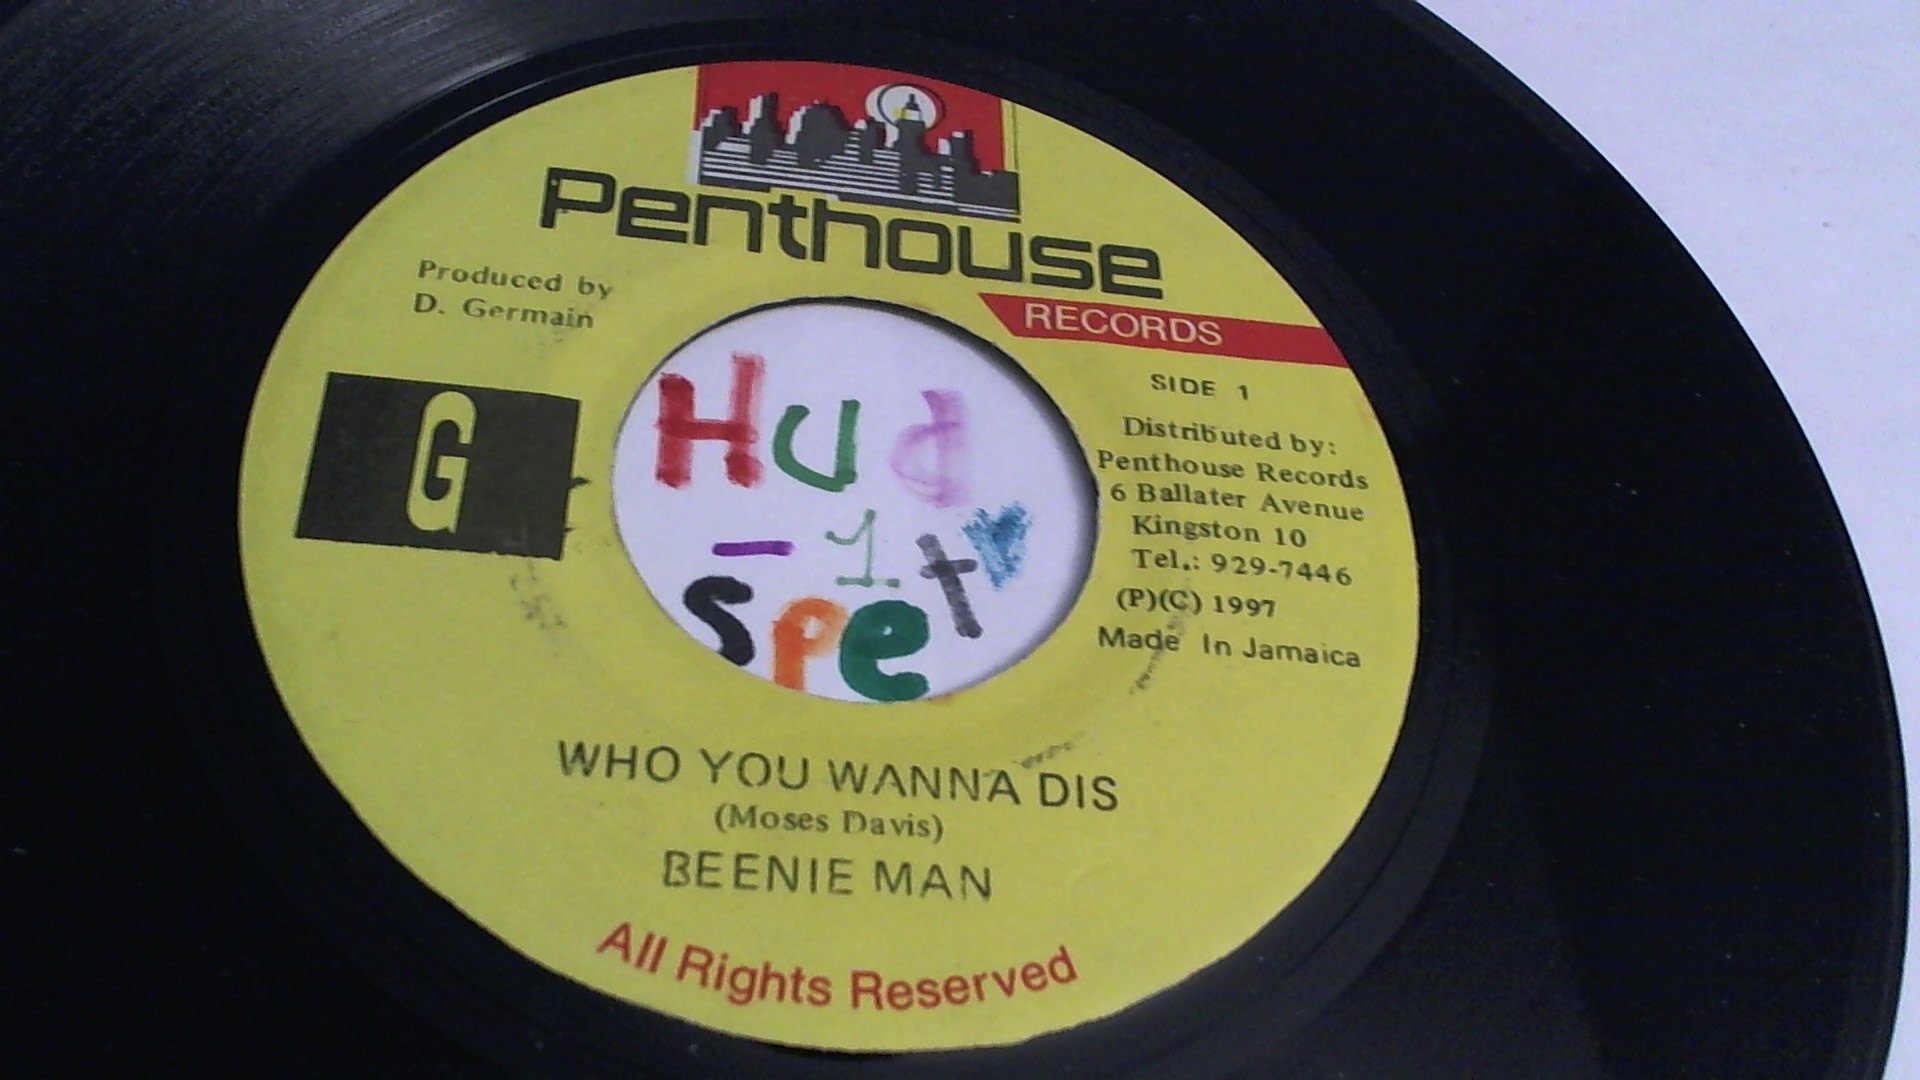 Penthouse
RECORDS
Produced by
D. Germain
G
SIDE 1
Distributed by:
Penthouse Records
6 Ballater Avenue
Kingston 10
Tel.: 929-7446
(P)(C) 1997
Made In Jamaica
Hud
- 1
spet
WHO YOU WANNA DIS
(Moses Davis)
BEENIE MAN
All Rights Reserved